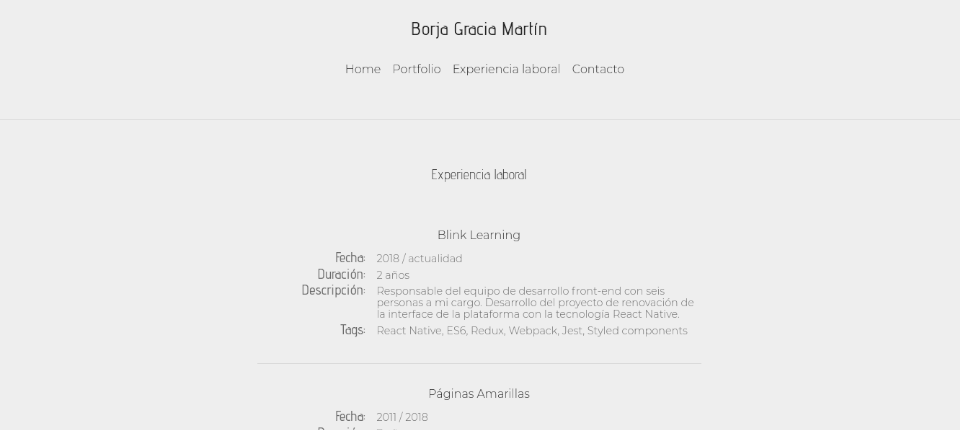 Borja Gracia Martín
Home Portfolio Experiencia laboral Contacto
Experiencia laboral
Blink Learning
Fecha: 2018 / actualidad
Duración: 2 años
Descripción: Responsable del equipo de desarrollo front-end con seis
personas a mi cargo. Desarrollo del proyecto de renovación de
la interface de la plataforma con la tecnología React Native.
Tags: React Native, ES6, Redux, Webpack, Jest, Styled components
Páginas Amarillas
Fecha: 2011 / 2018